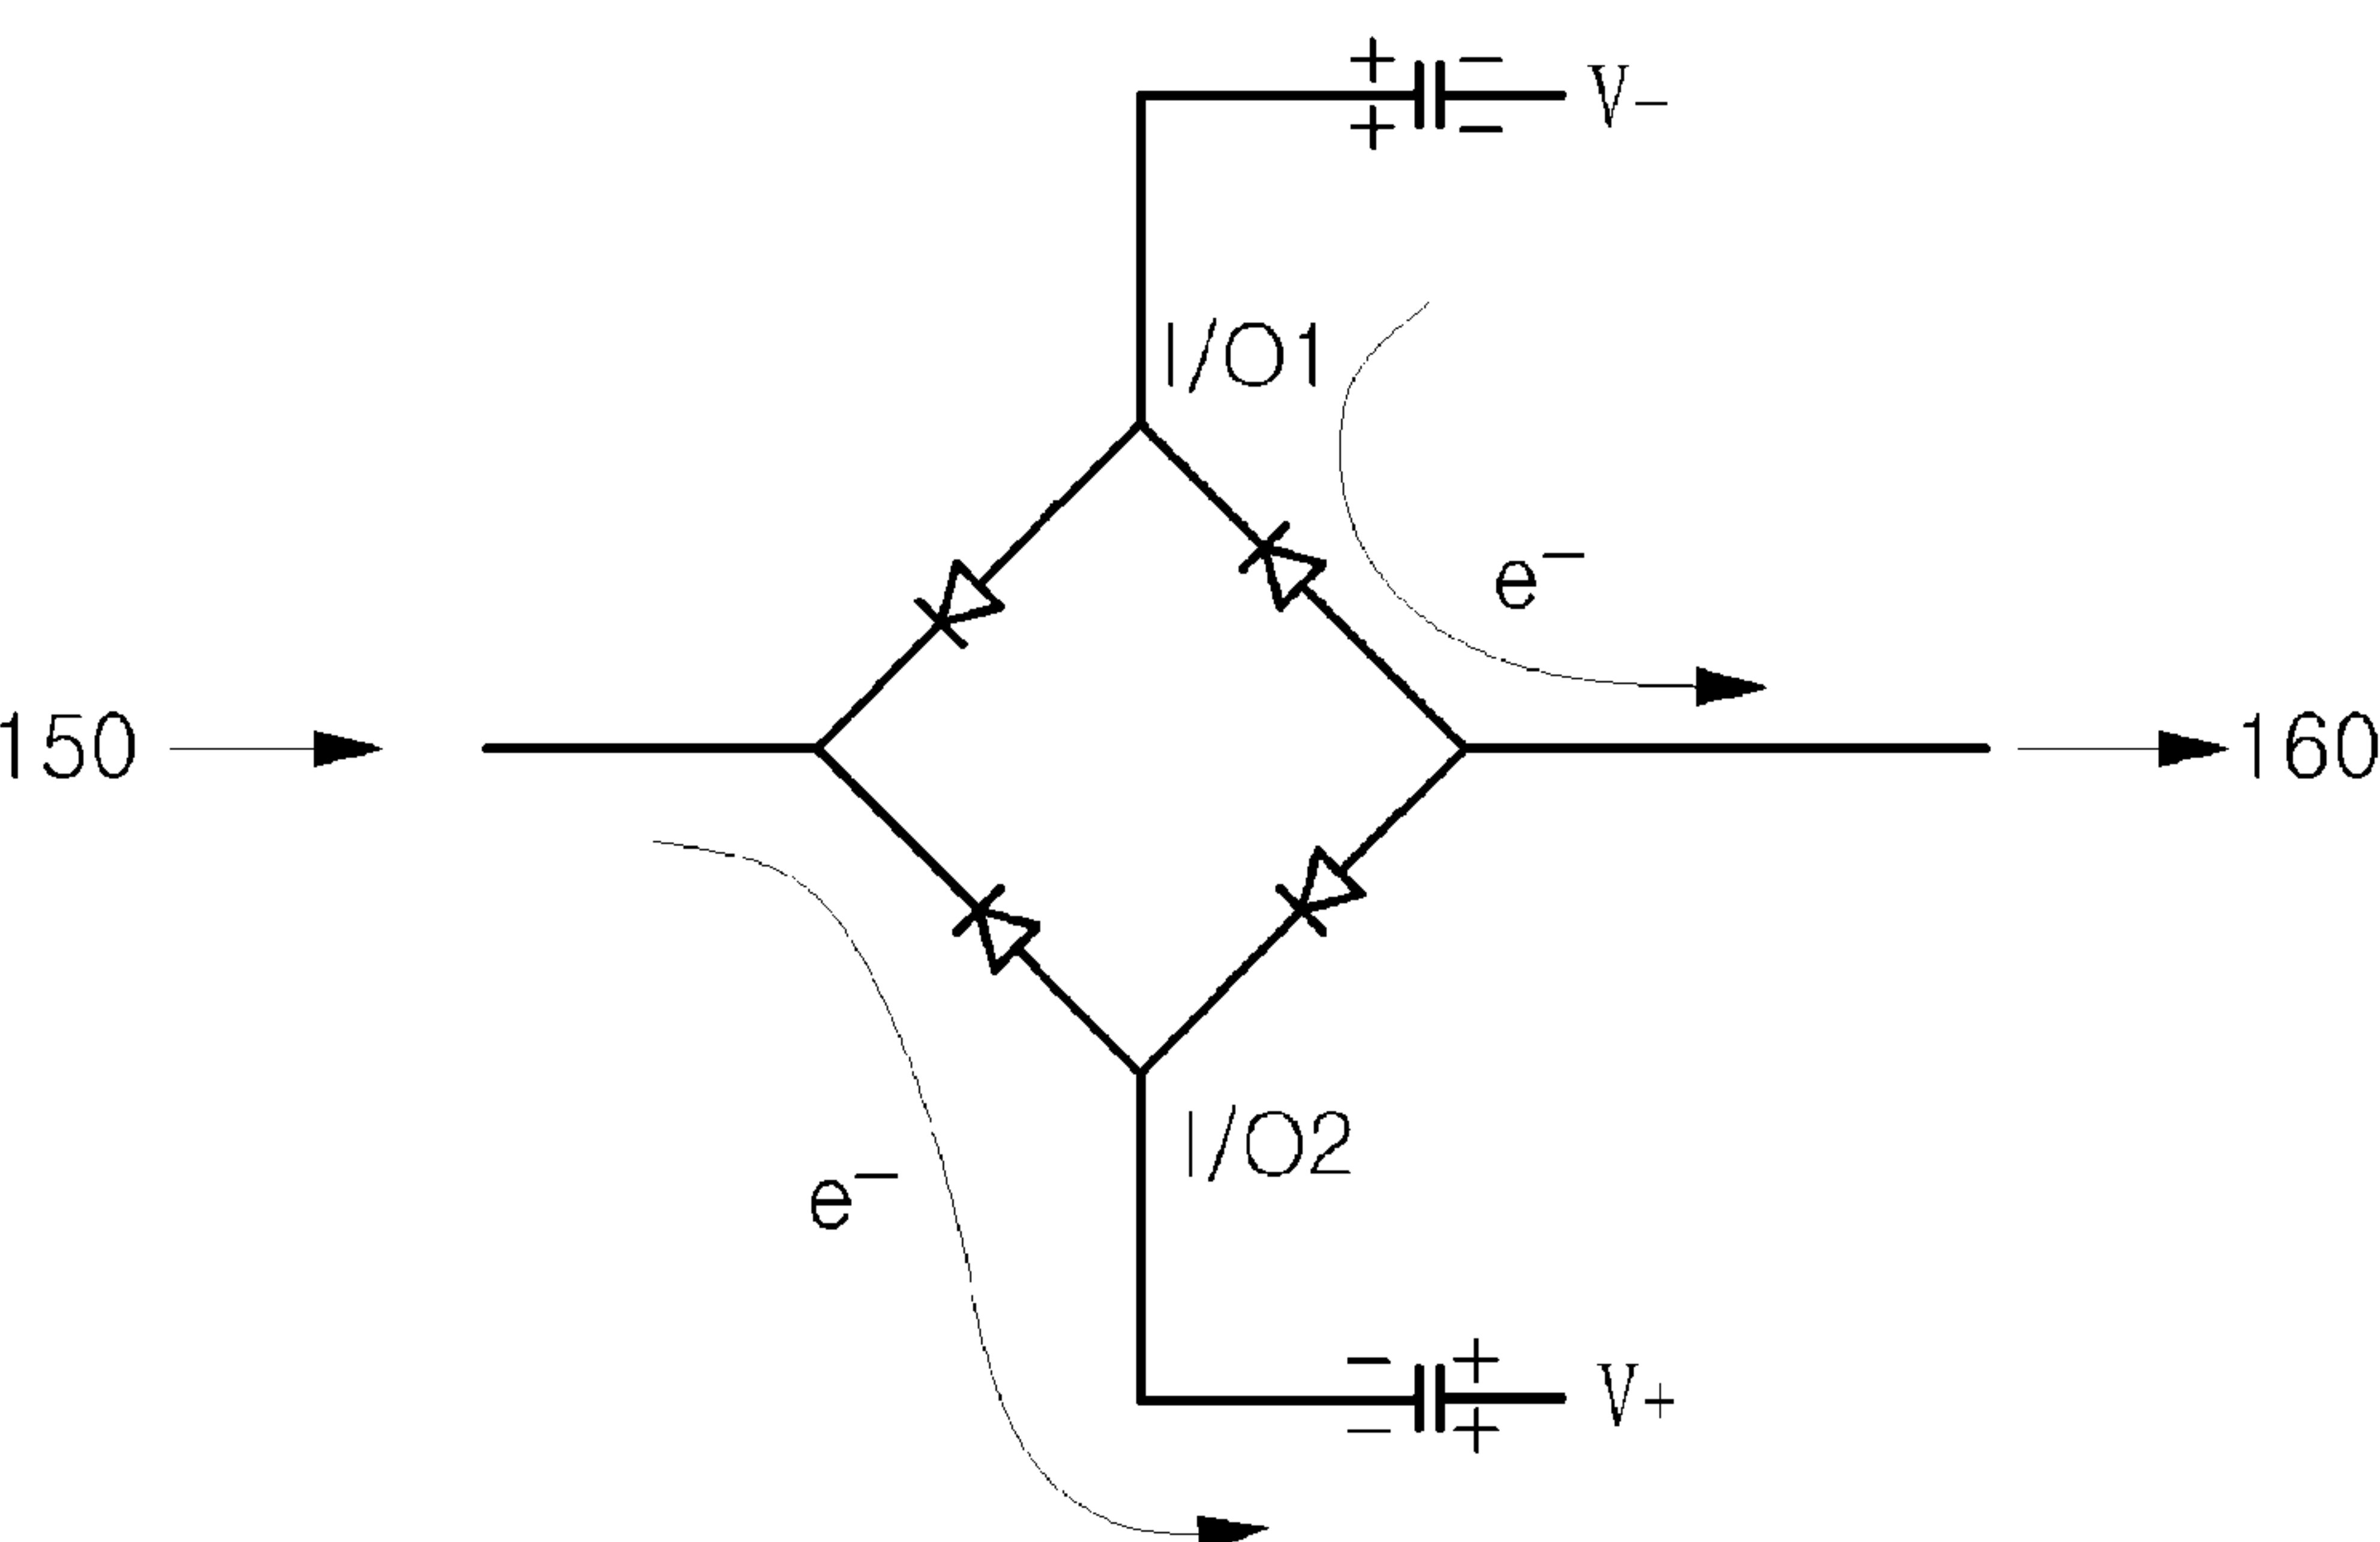 + − V−
+ −
I/O1
e−
150 160
I/O2
e−
− + V+
− +